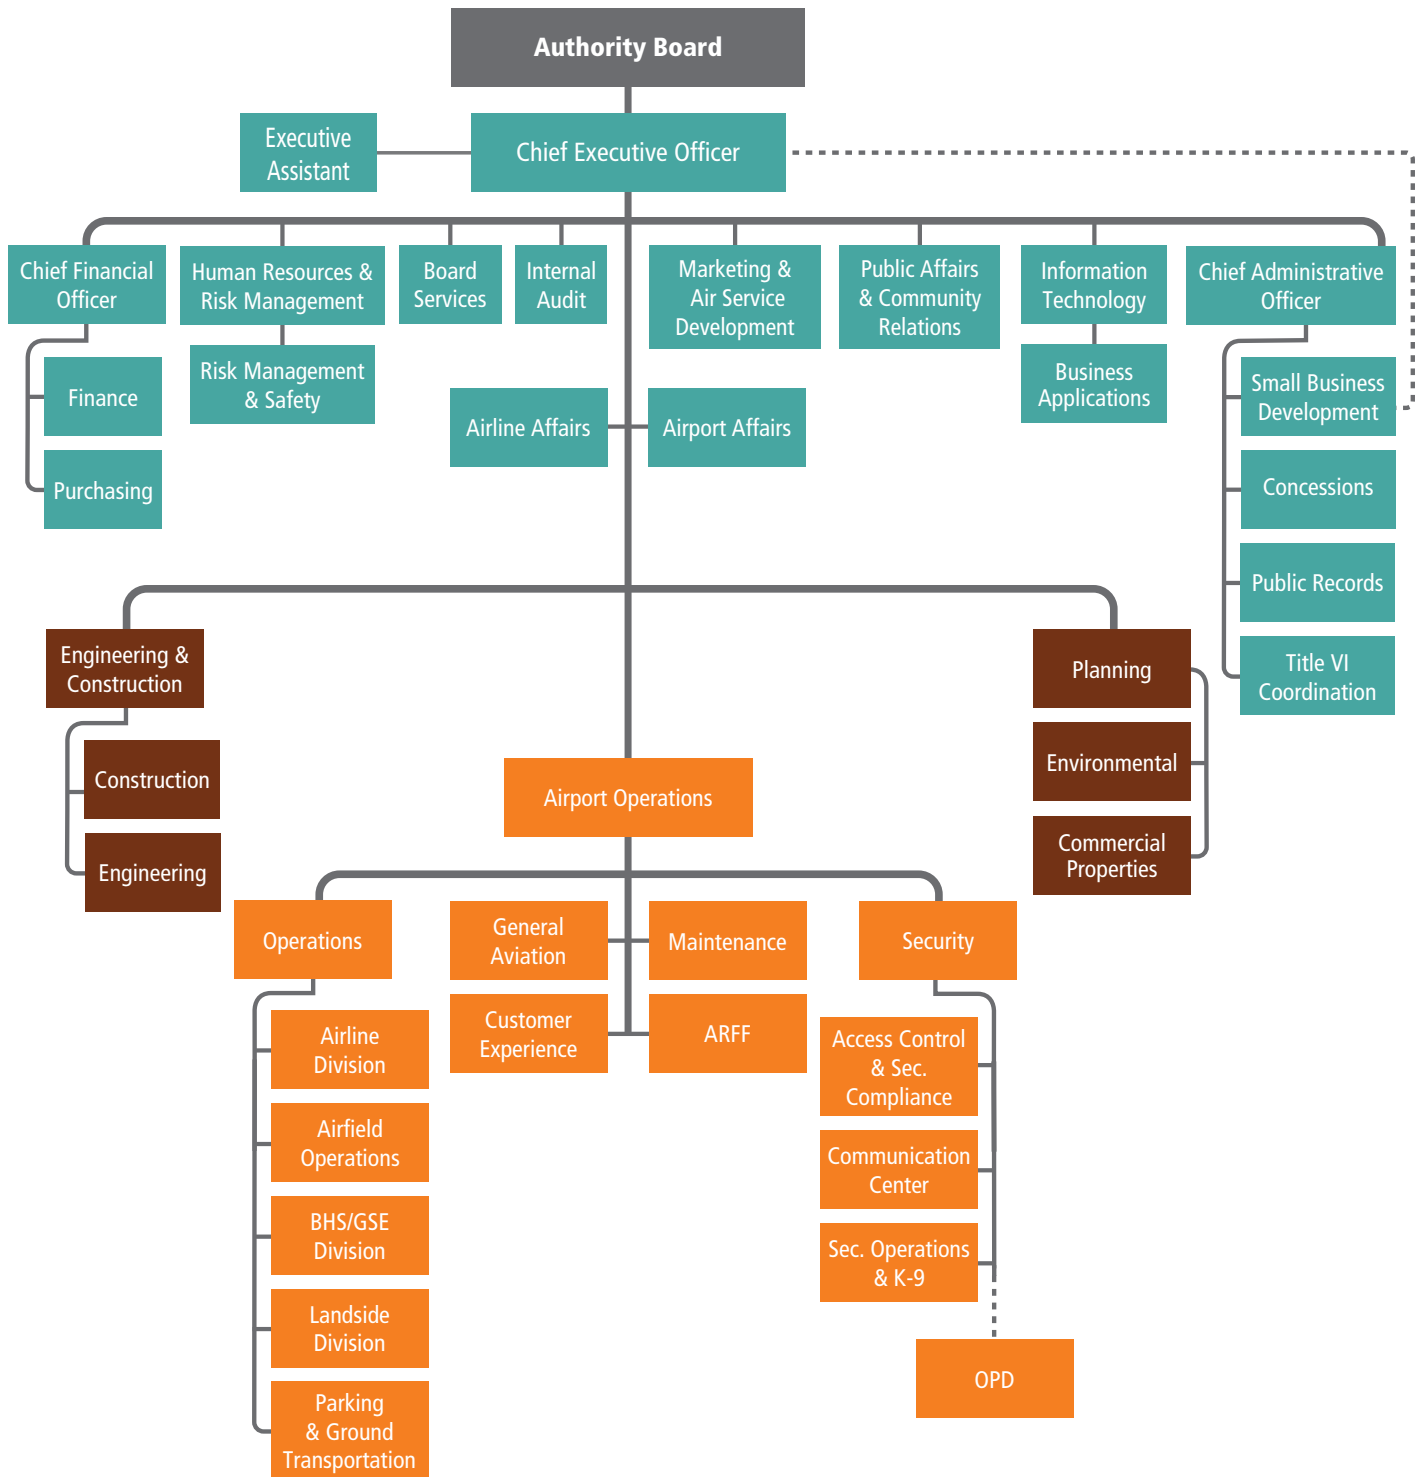 Authority Board
Executive
Assistant
Chief Executive Officer
Chief Financial
Officer
Human Resources &
Risk Management
Board
Services
Internal
Audit
Marketing &
Air Service
Development
Public Affairs
& Community
Relations
Information
Technology
Chief Administrative
Officer
Finance
Purchasing
Risk Management
& Safety
Airline Affairs
Airport Affairs
Business
Applications
Small Business
Development
Concessions
Public Records
Title VI
Coordination
Engineering &
Construction
Construction
Engineering
Planning
Environmental
Commercial
Properties
Airport Operations
Operations
General
Aviation
Maintenance
Security
Customer
Experience
ARFF
Airline
Division
Airfield
Operations
BHS/GSE
Division
Landside
Division
Parking
& Ground
Transportation
Access Control
& Sec.
Compliance
Communication
Center
Sec. Operations
& K-9
OPD